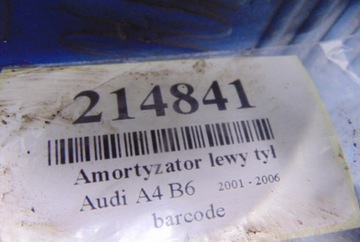 214841
Amortyzator lewy tył
Audi A4 B6 2001 - 2006
barcode